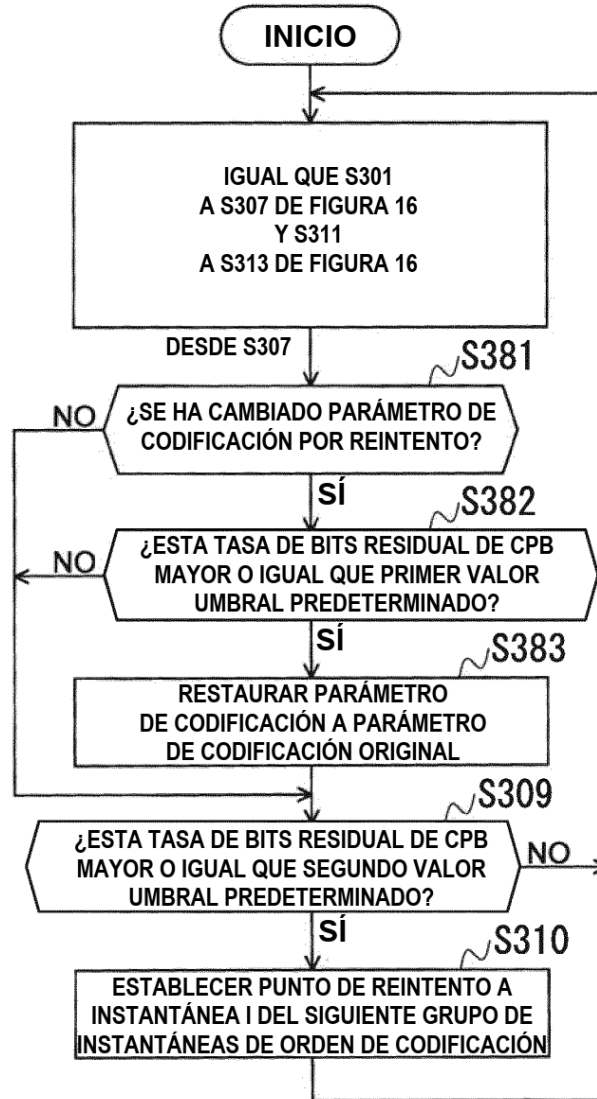 INICIO
IGUAL QUE S301
A S307 DE FIGURA 16
Y S311
A S313 DE FIGURA 16
DESDE S307
S381
NO
¿SE HA CAMBIADO PARÁMETRO DE
CODIFICACIÓN POR REINTENTO?
SÍ
S382
NO
¿ESTA TASA DE BITS RESIDUAL DE CPB
MAYOR O IGUAL QUE PRIMER VALOR
UMBRAL PREDETERMINADO?
SÍ
S383
RESTAURAR PARÁMETRO
DE CODIFICACIÓN A PARÁMETRO
DE CODIFICACIÓN ORIGINAL
S309
¿ESTA TASA DE BITS RESIDUAL DE CPB
MAYOR O IGUAL QUE SEGUNDO VALOR
UMBRAL PREDETERMINADO?
NO
SÍ
S310
ESTABLECER PUNTO DE REINTENTO A
INSTANTÁNEA I DEL SIGUIENTE GRUPO DE
INSTANTÁNEAS DE ORDEN DE CODIFICACIÓN